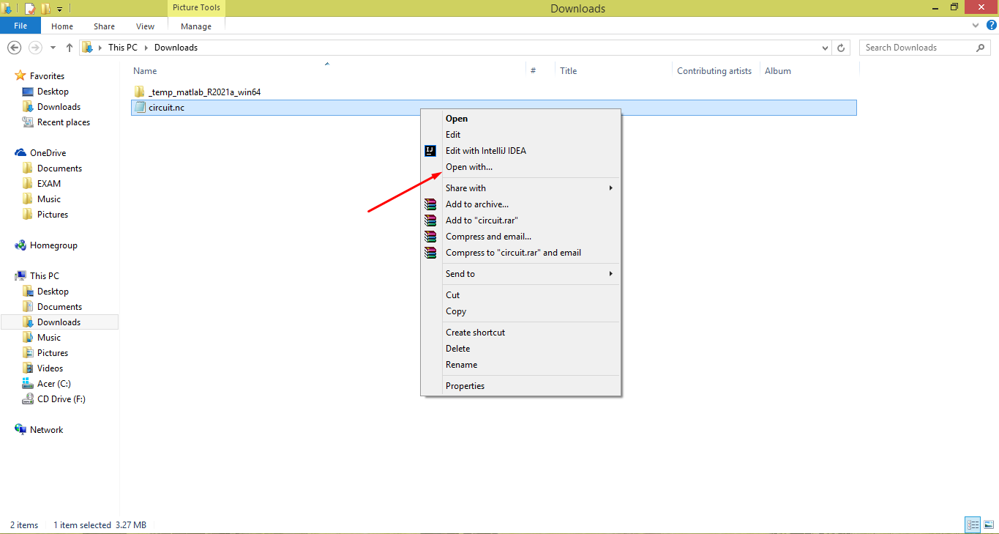 Picture Tools
Downloads
File
Home
Share
View
Manage
This PC
Downloads
Search Downloads
Favorites
Desktop
Downloads
Recent places
OneDrive
Documents
EXAM
Music
Pictures
Homegroup
This PC
Desktop
Documents
Downloads
Music
Pictures
Videos
Acer (C:)
CD Drive (F:)
Network
Name
#
Title
Contributing artists
Album
_temp_matlab_R2021a_win64
circuit.nc
Open
Edit
IJ
Edit with IntelliJ IDEA
Open with...
Share with
Add to archive...
Add to "circuit.rar"
Compress and email...
Compress to "circuit.rar" and email
Send to
Cut
Copy
Create shortcut
Delete
Rename
Properties
2 items
1 item selected 3.27 MB